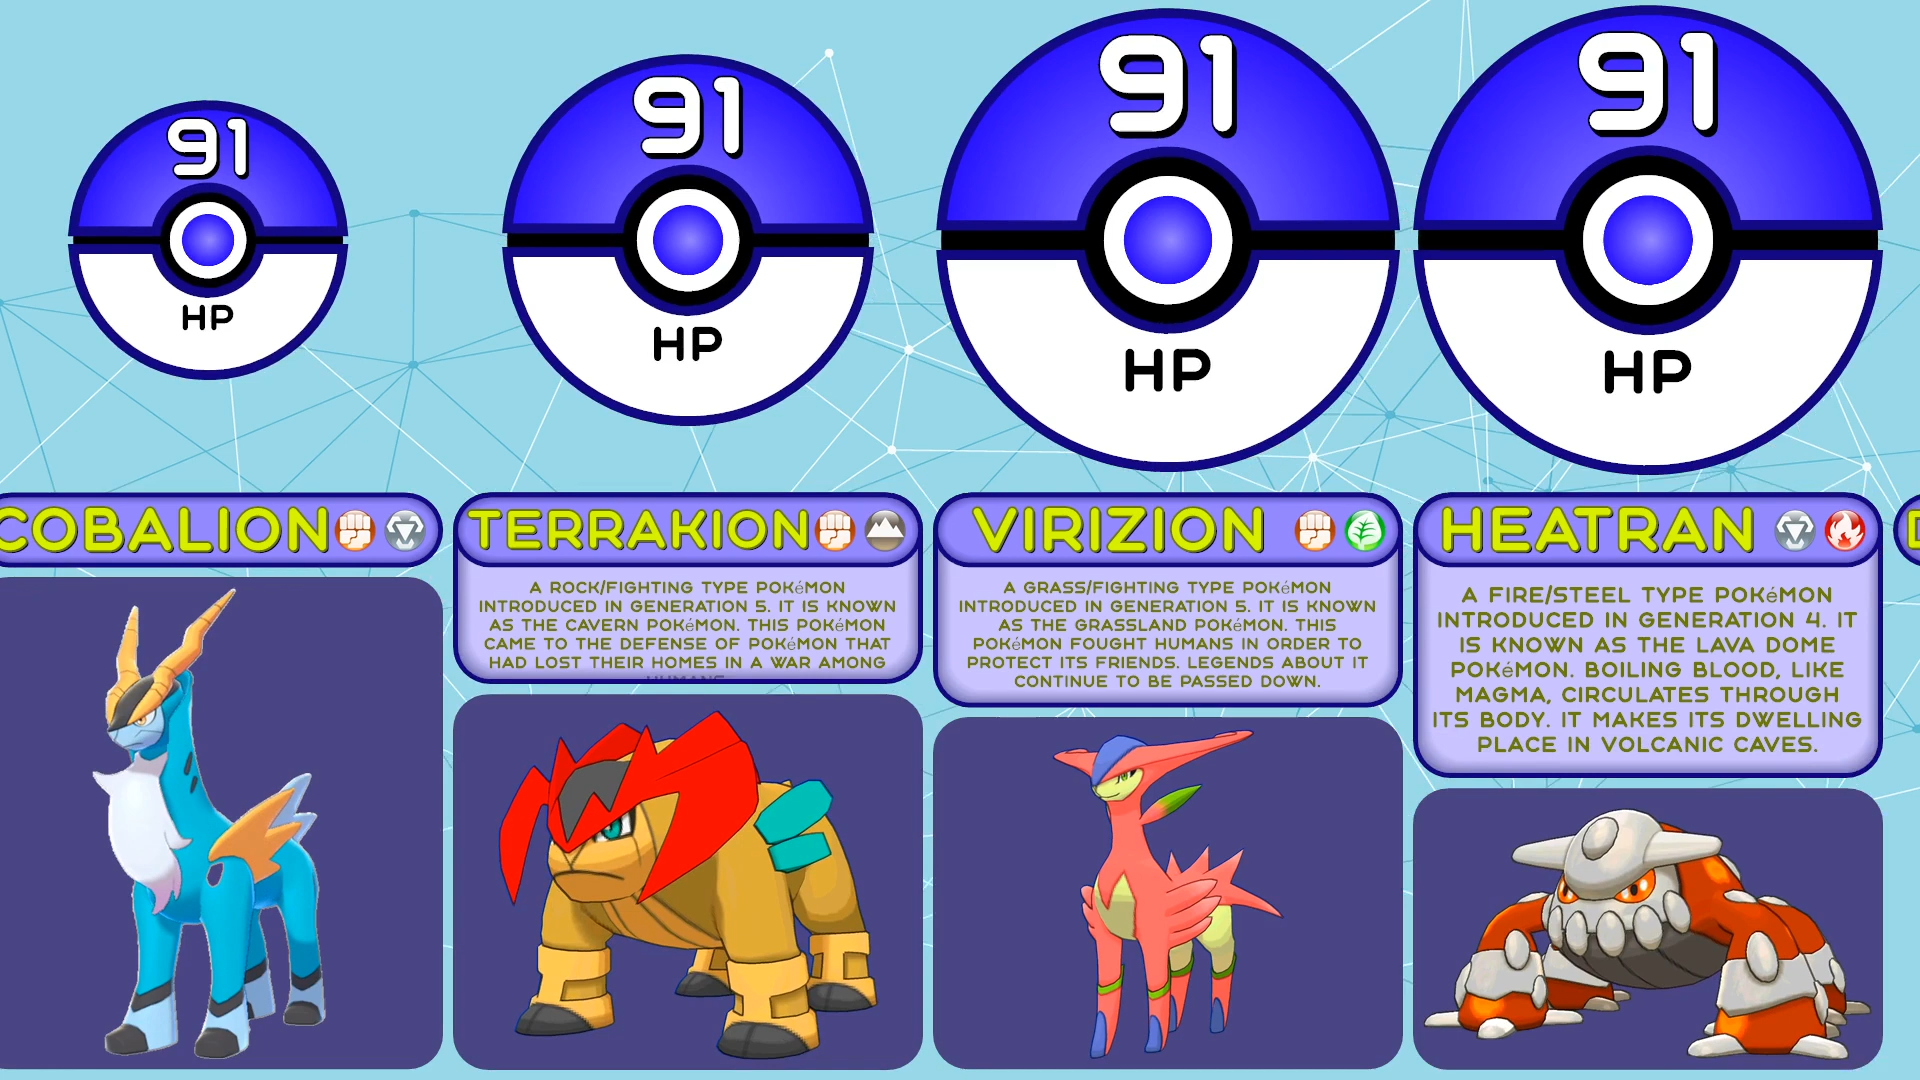 91
HP
91
HP
91
HP
91
HP
COBALION
TERRAKION
A ROCK/FIGHTING TYPE POKéMON
INTRODUCED IN GENERATION 5. IT IS KNOWN
AS THE CAVERN POKéMON. THIS POKéMON
CAME TO THE DEFENSE OF POKéMON THAT
HAD LOST THEIR HOMES IN A WAR AMONG
VIRIZION
A GRASS/FIGHTING TYPE POKéMON
INTRODUCED IN GENERATION 5. IT IS KNOWN
AS THE GRASSLAND POKéMON. THIS
POKéMON FOUGHT HUMANS IN ORDER TO
PROTECT ITS FRIENDS. LEGENDS ABOUT IT
CONTINUE TO BE PASSED DOWN.
HEATRAN
A FIRE/STEEL TYPE POKéMON
INTRODUCED IN GENERATION 4. IT
IS KNOWN AS THE LAVA DOME
POKéMON. BOILING BLOOD, LIKE
MAGMA, CIRCULATES THROUGH
ITS BODY. IT MAKES ITS DWELLING
PLACE IN VOLCANIC CAVES.